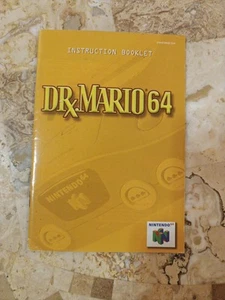 INSTRUCTION BOOKLET
DR. MARIO 64
NINTENDO 64
NINTENDO 64